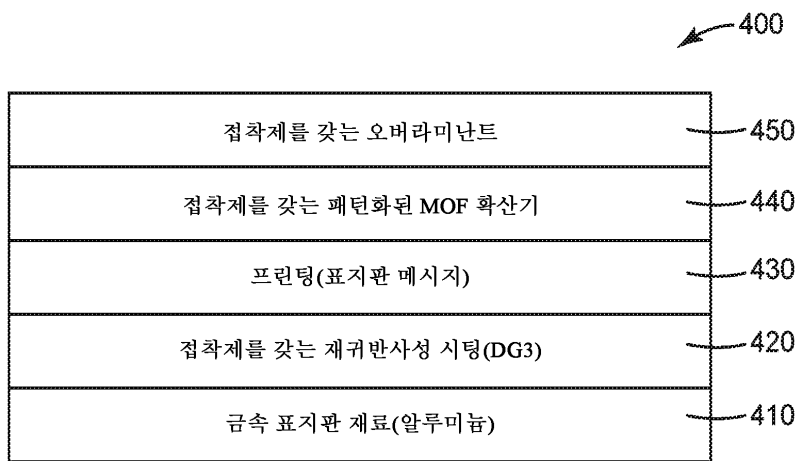 400
접착제를 갖는 오버라미난트 450
접착제를 갖는 패턴화된 MOF 확산기 440
프린팅(표지판 메시지) 430
접착제를 갖는 재귀반사성 시팅(DG3) 420
금속 표지판 재료(알루미늄) 410